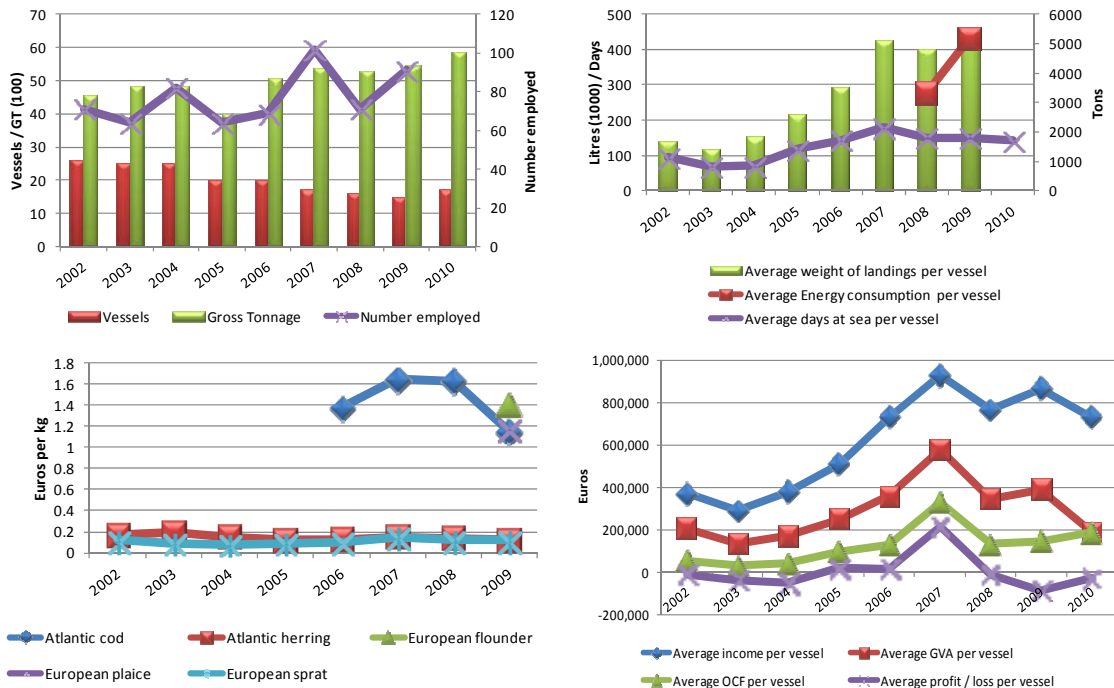 70
60
50
40
30
20
10
0
Vessels / GT (100)
120
100
80
60
40
20
0
Number employed
2002 2003 2004 2005 2006 2007 2008 2009 2010
Vessels Gross Tonnage Number employed
500
400
300
200
100
0
Litres (1000) / Days
6000
5000
4000
3000
2000
1000
0
Tons
2002 2003 2004 2005 2006 2007 2008 2009 2010
Average weight of landings per vessel
Average Energy consumption per vessel
Average days at sea per vessel
1.8
1.6
1.4
1.2
1
0.8
0.6
0.4
0.2
0
Euros per kg
2002 2003 2004 2005 2006 2007 2008 2009
Atlantic cod Atlantic herring European flounder
European plaice European sprat
1,000,000
800,000
600,000
400,000
200,000
0
-200,000
Euros
2002 2003 2004 2005 2006 2007 2008 2009 2010
Average income per vessel Average GVA per vessel
Average OCF per vessel Average profit / loss per vessel